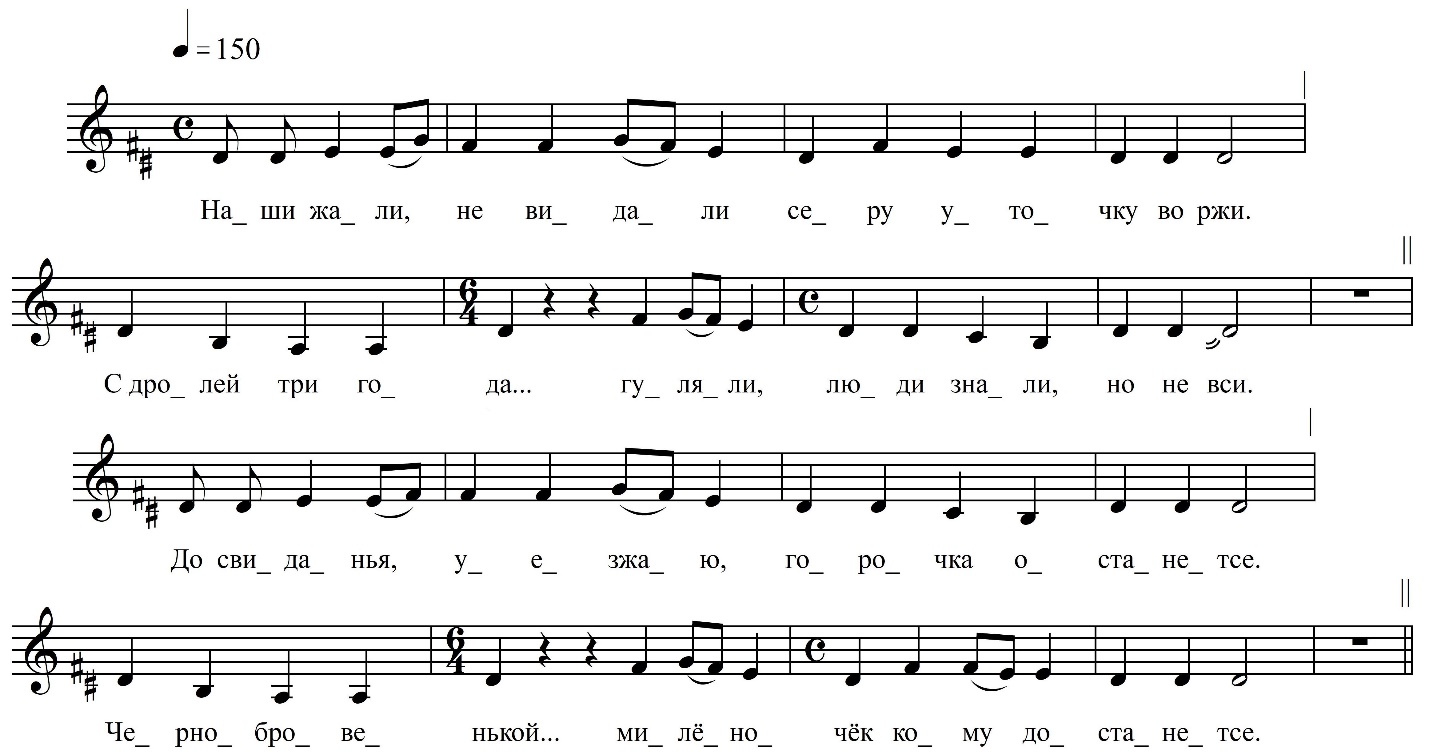 = 150
На_ ши жа_ ли, не ви_ да_ ли се_ ру у_ то_ чку во ржи.
С дро_ лей три го_ да... гу_ ля_ ли, лю_ ди зна_ ли, но не вси.
До сви_ да_ нья, у_ е_ зжа_ ю, го_ ро_ чка о_ ста_ не_ тсе.
Че_ рно_ бро_ ве_ нькой... ми_ лё_ но_ чёк ко_ му до_ ста_ не_ тсе.